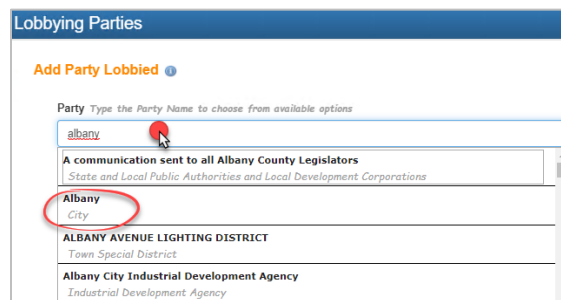 Lobbying Parties
Add Party Lobbied
Party Type the Party Name to choose from available options
albany
A communication sent to all Albany County Legislators
State and Local Public Authorities and Local Development Corporations
Albany
City
ALBANY AVENUE LIGHTING DISTRICT
Town Special District
Albany City Industrial Development Agency
Industrial Development Agency